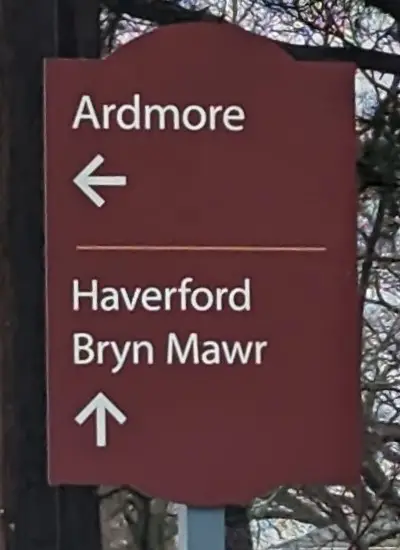 Ardmore
←
Haverford
Bryn Mawr
↑